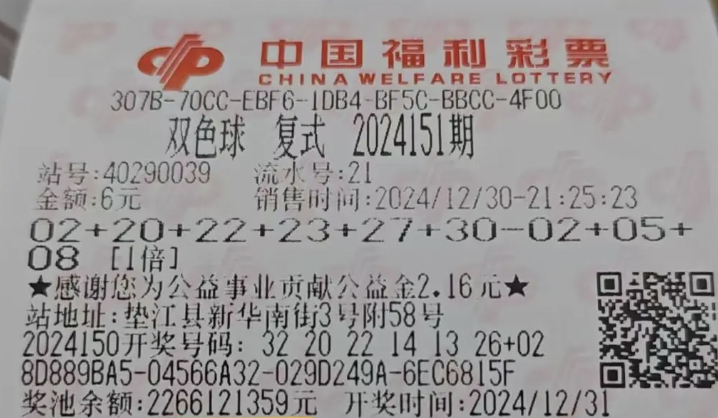 中国福利彩票
CHINA WELFARE LOTTERY
307B-70CC-EBF6-1DB4-BF5C-BBCC-4F00
双色球 复式 2024151期
站号:40290039 流水号:21
金额:6元 销售时间:2024/12/30-21:25:23
02+20+22+23+27+30-02+05+
08 [1倍]
★感谢您为公益事业贡献公益金2.16元★
站地址:垫江县新华南街3号附58号
2024150开奖号码: 32 20 22 14 13 26+02
8D889BA5-04566A32-029D249A-6EC6815F
奖池余额:2266121359元 开奖时间:2024/12/31